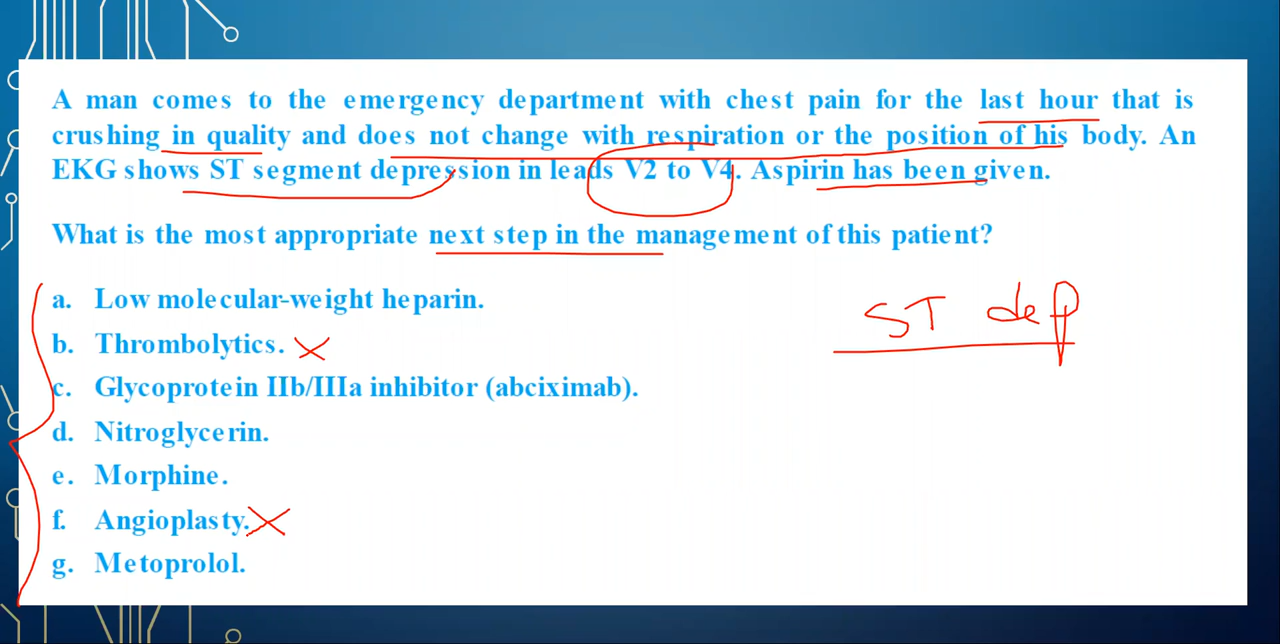 A man comes to the emergency department with chest pain for the last hour that is
crushing in quality and does not change with respiration or the position of his body. An
EKG shows ST segment depression in leads V2 to V4. Aspirin has been given.
What is the most appropriate next step in the management of this patient?
a. Low molecular-weight heparin.
b. Thrombolytics.
c. Glycoprotein IIb/IIIa inhibitor (abciximab).
d. Nitroglycerin.
e. Morphine.
f. Angioplasty.
g. Metoprolol.
ST dep